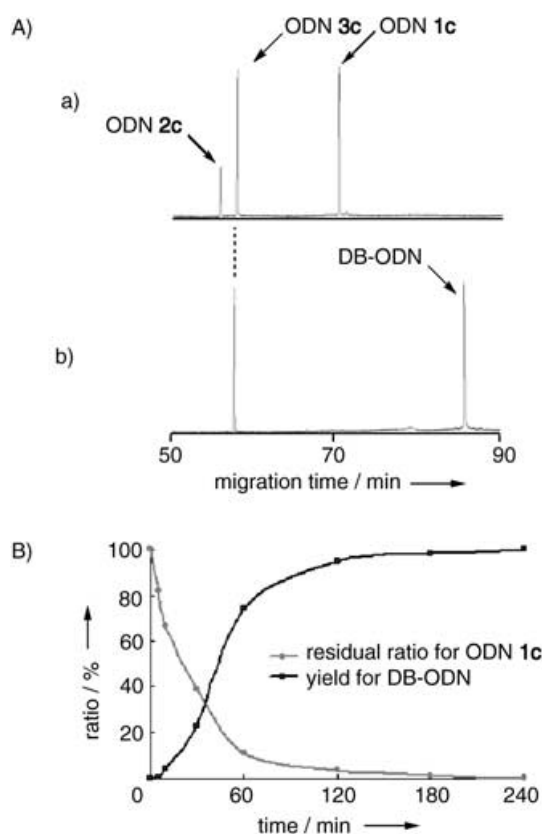 A)
ODN 3c ODN 1c
a)
ODN 2c
DB-ODN
b)
50 70 90
migration time / min
B)
100
80
60
40
20
0
ratio / %
residual ratio for ODN 1c
yield for DB-ODN
0 60 120 180 240
time / min